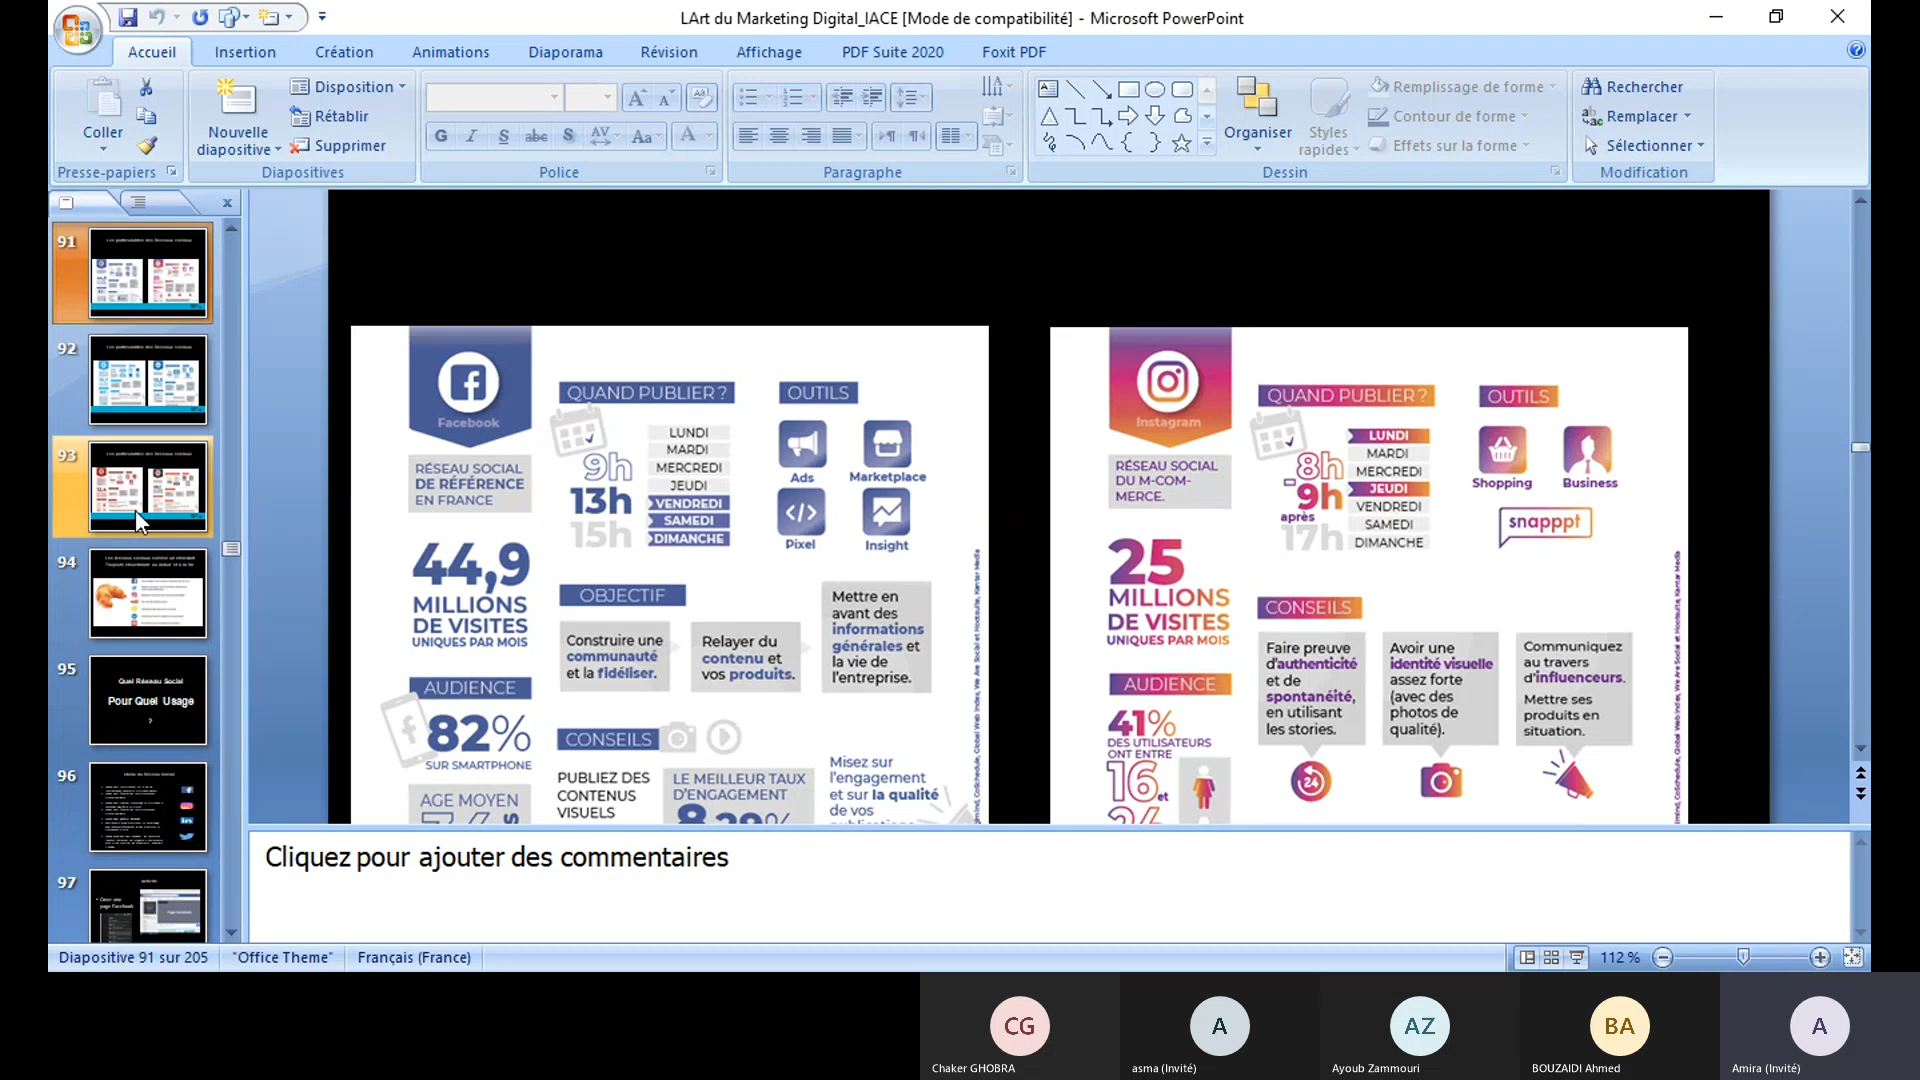 LArt du Marketing Digital_IACE [Mode de compatibilité] - Microsoft PowerPoint
Accueil Insertion Création Animations Diaporama Révision Affichage PDF Suite 2020 Foxit PDF
Coller
Presse-papiers
Nouvelle diapositive
Disposition
Rétablir
Supprimer
Diapositives
G I S abc S AV Aa A
Police
Paragraphe
Organiser
Styles rapides
Remplissage de forme
Contour de forme
Effets sur la forme
Dessin
Rechercher
Remplacer
Sélectionner
Modification
91
92
93
94
95
Quel Réseau Social
Pour Quel Usage
?
96
97
Facebook
RÉSEAU SOCIAL
DE RÉFÉRENCE
EN FRANCE
44,9
MILLIONS
DE VISITES
UNIQUES PAR MOIS
AUDIENCE
82%
SUR SMARTPHONE
AGE MOYEN
QUAND PUBLIER ?
9h
13h
15h
LUNDI
MARDI
MERCREDI
JEUDI
VENDREDI
SAMEDI
DIMANCHE
OUTILS
Ads
Marketplace
Pixel
Insight
OBJECTIF
Construire une
communauté
et la fidéliser.
Relayer du
contenu et
vos produits.
Mettre en
avant des
informations
générales et
la vie de
l'entreprise.
CONSEILS
PUBLIEZ DES
CONTENUS
VISUELS
LE MEILLEUR TAUX
D'ENGAGEMENT
Misez sur
l'engagement
et sur la qualité
de vos
Instagram
RÉSEAU SOCIAL
DU M-COM-
MERCE.
25
MILLIONS
DE VISITES
UNIQUES PAR MOIS
AUDIENCE
41%
DES UTILISATEURS
ONT ENTRE
16 et
QUAND PUBLIER ?
8h
-9h
après
17h
LUNDI
MARDI
MERCREDI
JEUDI
VENDREDI
SAMEDI
DIMANCHE
OUTILS
Shopping
Business
snapppt
CONSEILS
Faire preuve
d'authenticité
et de
spontanéité,
en utilisant
les stories.
Avoir une
identité visuelle
assez forte
(avec des
photos de
qualité).
Communiquez
au travers
d'influenceurs.
Mettre ses
produits en
situation.
24
Cliquez pour ajouter des commentaires
Diapositive 91 sur 205 "Office Theme" Français (France) 112 %
CG
Chaker GHOBRA
A
asma (Invité)
AZ
Ayoub Zammouri
BA
BOUZAIDI Ahmed
A
Amira (Invité)